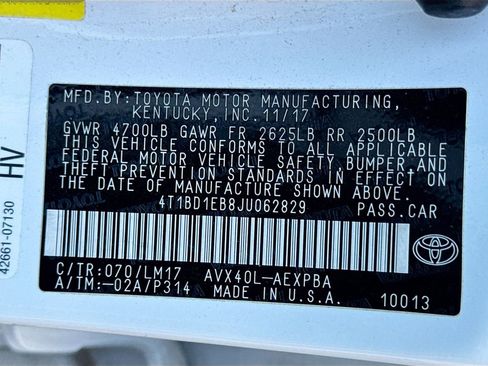 MFD.BY:TOYOTA MOTOR MANUFACTURING,
KENTUCKY, INC.11/17
GVWR 4700LB GAWR FR 2625LB RR 2500LB
THIS VEHICLE CONFORMS TO ALL APPLICABLE
FEDERAL MOTOR VEHICLE SAFETY,BUMPER,AND
THEFT PREVENTION STANDARDS IN EFFECT ON
THE DATE OF MANUFACTURE SHOWN ABOVE.
4T1BD1EB8JU062829 PASS.CAR
C/TR:070/LM17 AVX40L-AEXPBA
A/TM:-02A/P314 MADE IN U.S.A. 10013
TOYOTA
42661-07130 HV